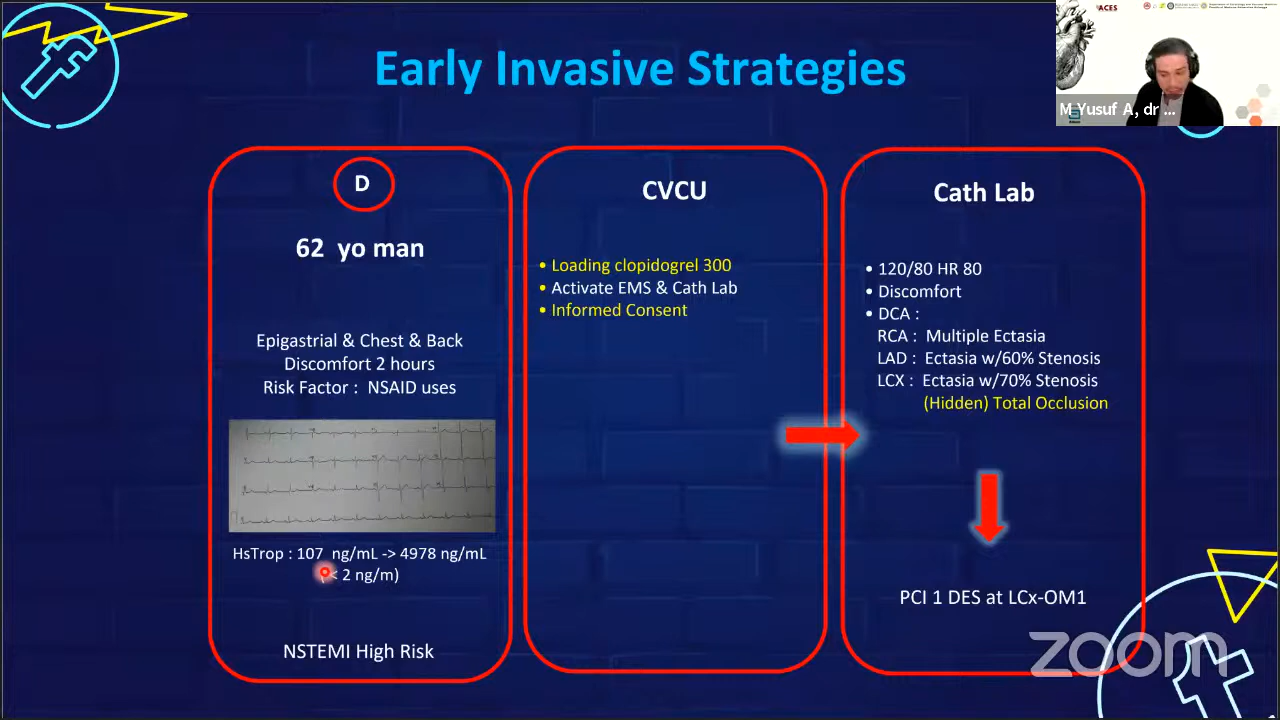 Early Invasive Strategies
ACES
M Yusuf A, dr ...
D
62 yo man
Epigastrial & Chest & Back
Discomfort 2 hours
Risk Factor : NSAID uses
HsTrop : 107 ng/mL -> 4978 ng/mL
< 2 ng/m)
NSTEMI High Risk
CVCU
• Loading clopidogrel 300
• Activate EMS & Cath Lab
• Informed Consent
Cath Lab
• 120/80 HR 80
• Discomfort
• DCA :
RCA : Multiple Ectasia
LAD : Ectasia w/60% Stenosis
LCX : Ectasia w/70% Stenosis
(Hidden) Total Occlusion
PCI 1 DES at LCx-OM1
zoom